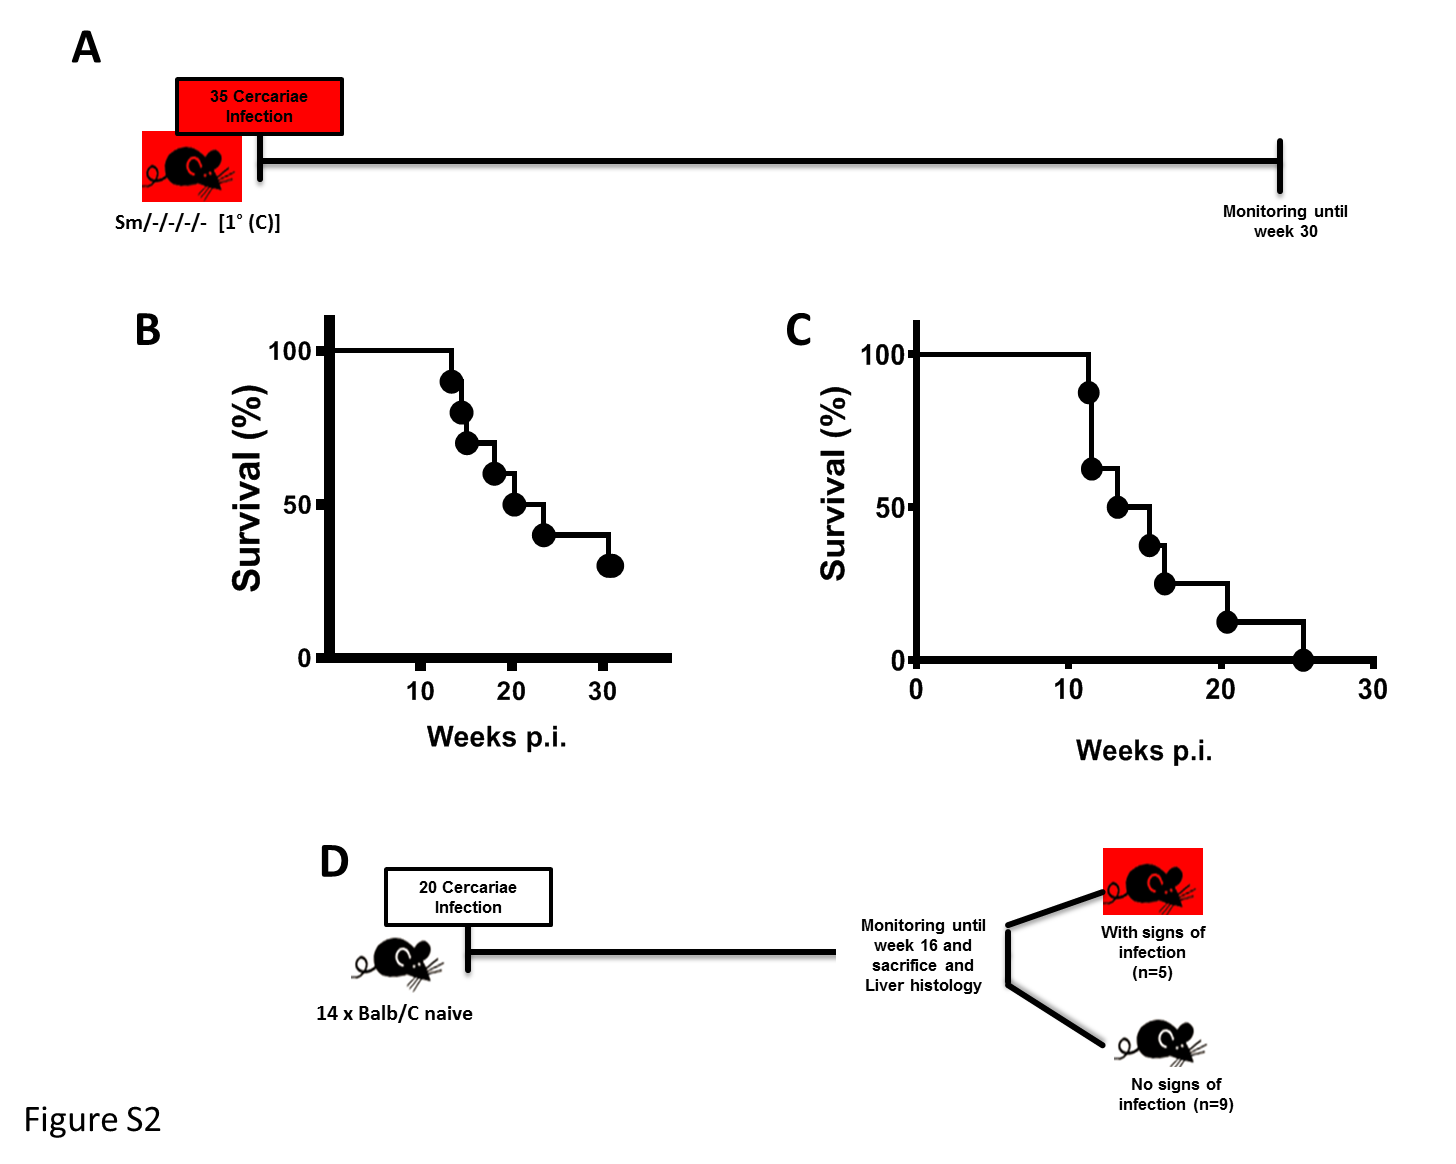 A
35 Cercariae
Infection
Sm/-/-/-/- [1° (C)]
Monitoring until
week 30
B
100
50
0
10 20 30
Survival (%)
Weeks p.i.
C
100
50
0
0 10 20 30
Survival (%)
Weeks p.i.
D
20 Cercariae
Infection
14 x Balb/C naive
Monitoring until
week 16 and
sacrifice and
Liver histology
With signs of
infection
(n=5)
No signs of
infection (n=9)
Figure S2